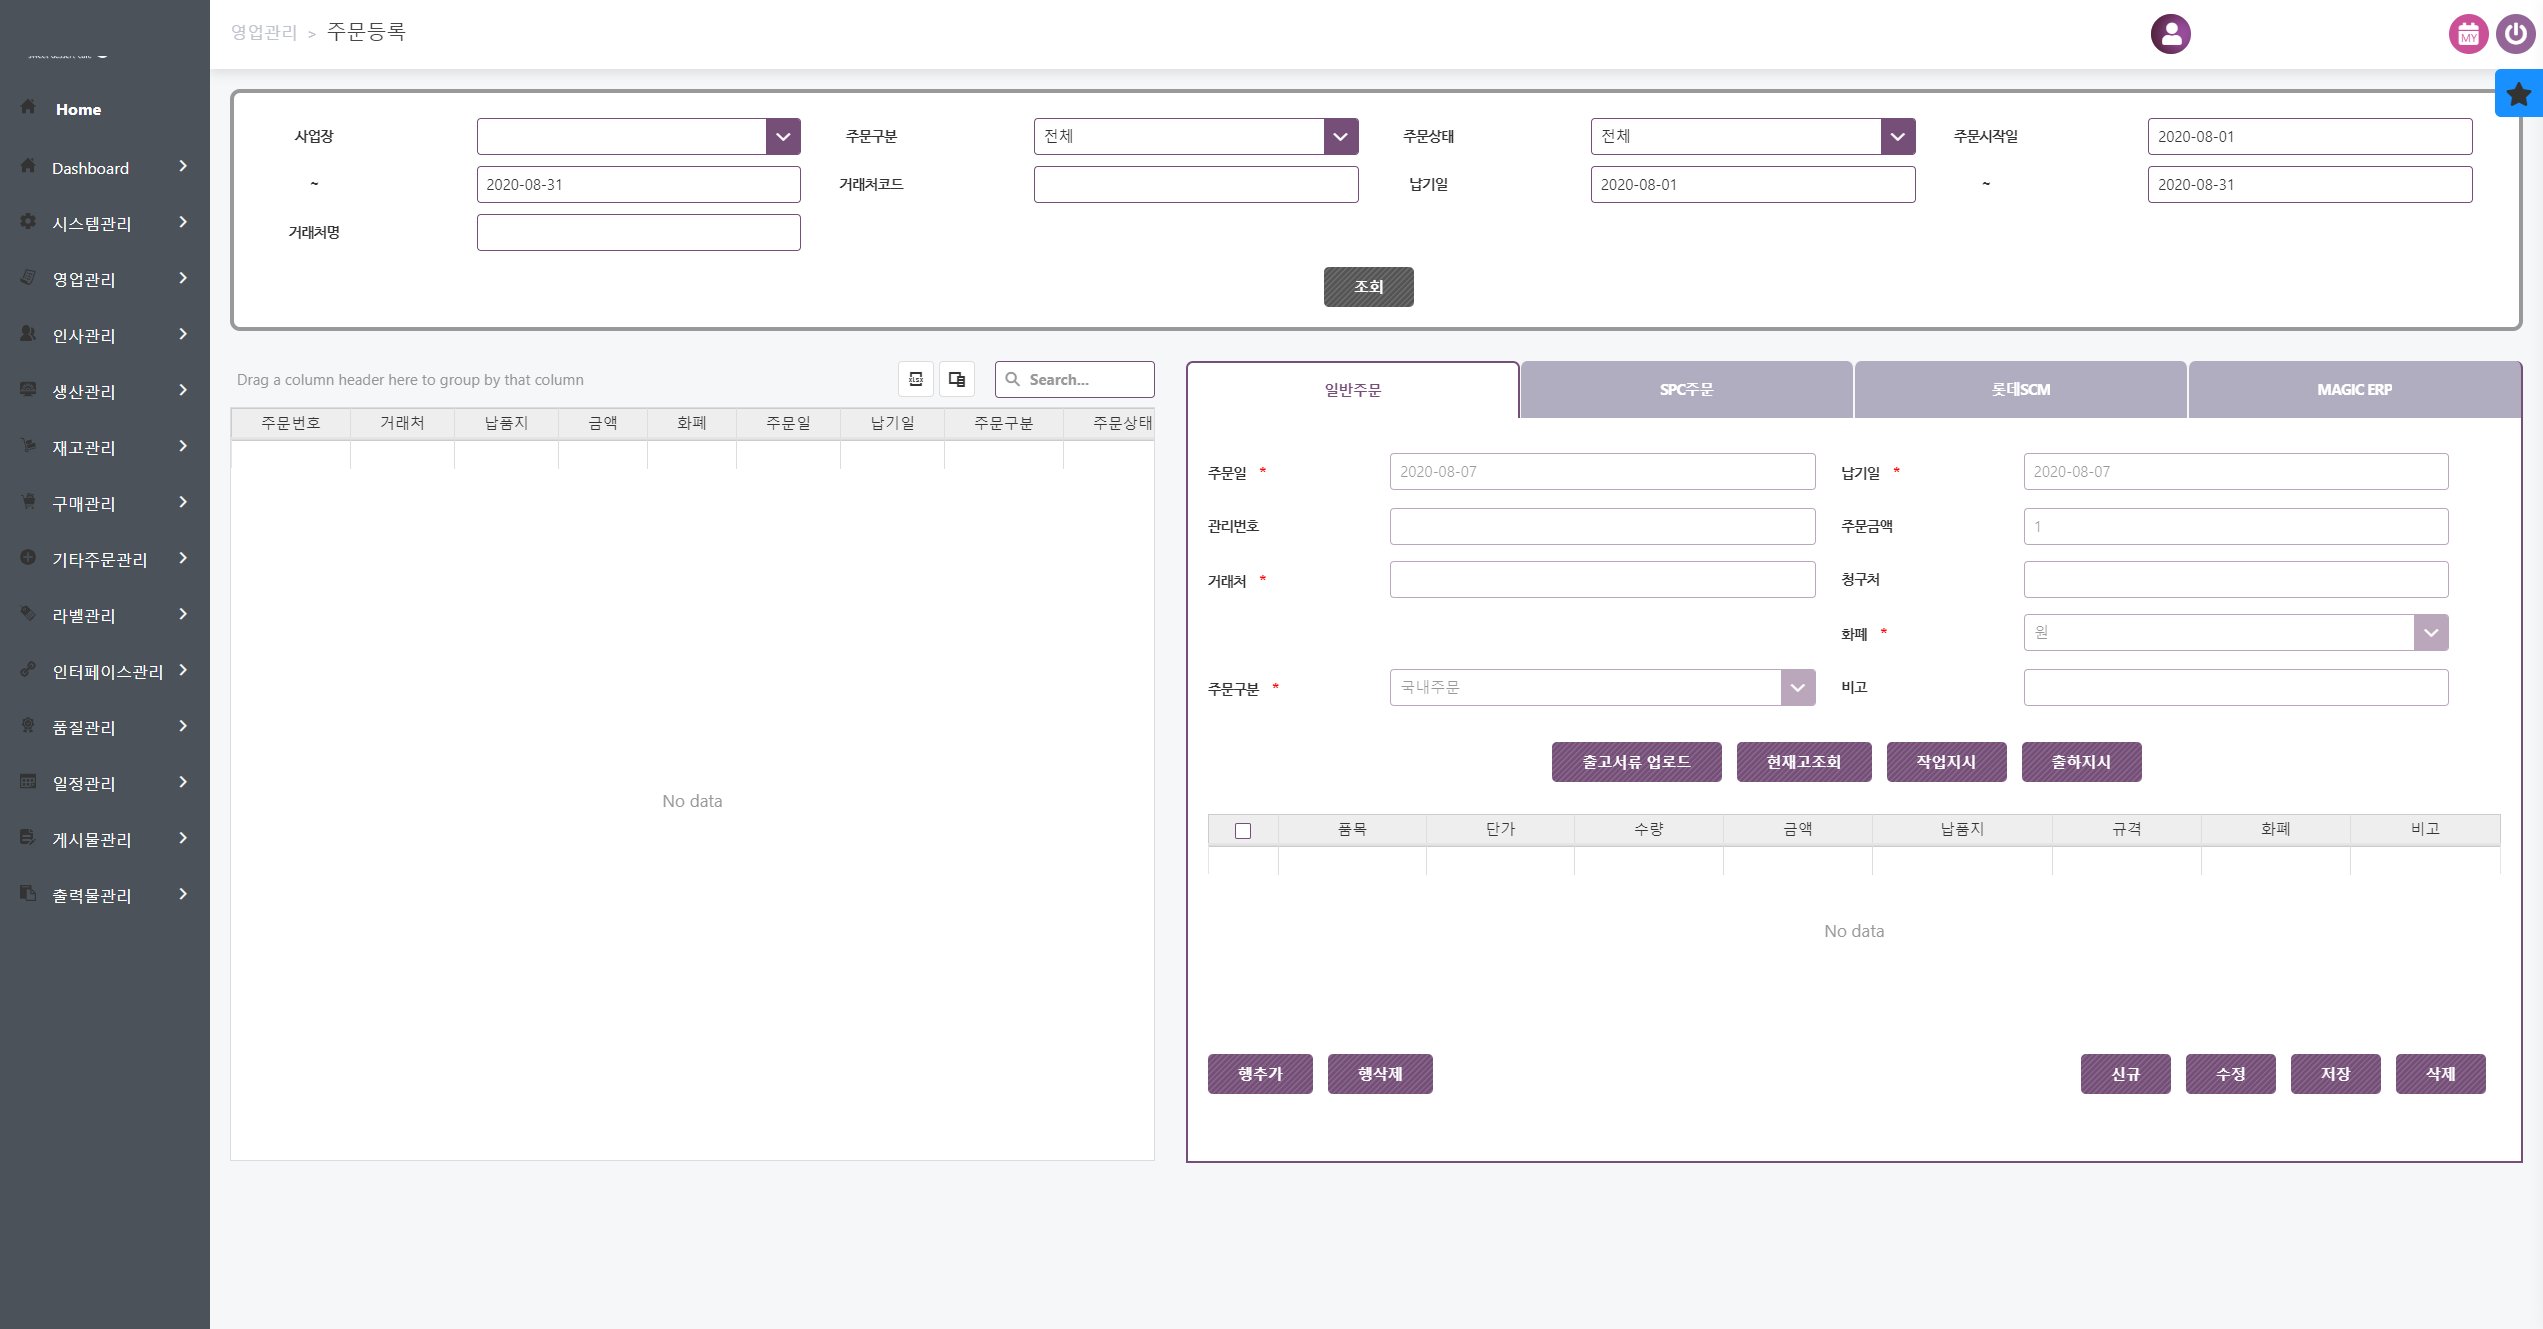 영업관리 > 주문등록
MY
Home
Dashboard
시스템관리
영업관리
인사관리
생산관리
재고관리
구매관리
기타주문관리
라벨관리
인터페이스관리
품질관리
일정관리
게시물관리
출력물관리
사업장
주문구분 전체
주문상태 전체
주문시작일 2020-08-01
~ 2020-08-31
거래처코드
납기일 2020-08-01
~ 2020-08-31
거래처명
조회
Drag a column header here to group by that column
XLSX
Search...
주문번호 거래처 납품지 금액 화폐 주문일 납기일 주문구분 주문상태
No data
일반주문 SPC주문 롯데SCM MAGIC ERP
주문일 * 2020-08-07
납기일 * 2020-08-07
관리번호
주문금액 1
거래처 *
청구처
화폐 * 원
주문구분 * 국내주문
비고
출고서류 업로드 현재고조회 작업지시 출하지시
품목 단가 수량 금액 납품지 규격 화폐 비고
No data
행추가 행삭제 신규 수정 저장 삭제